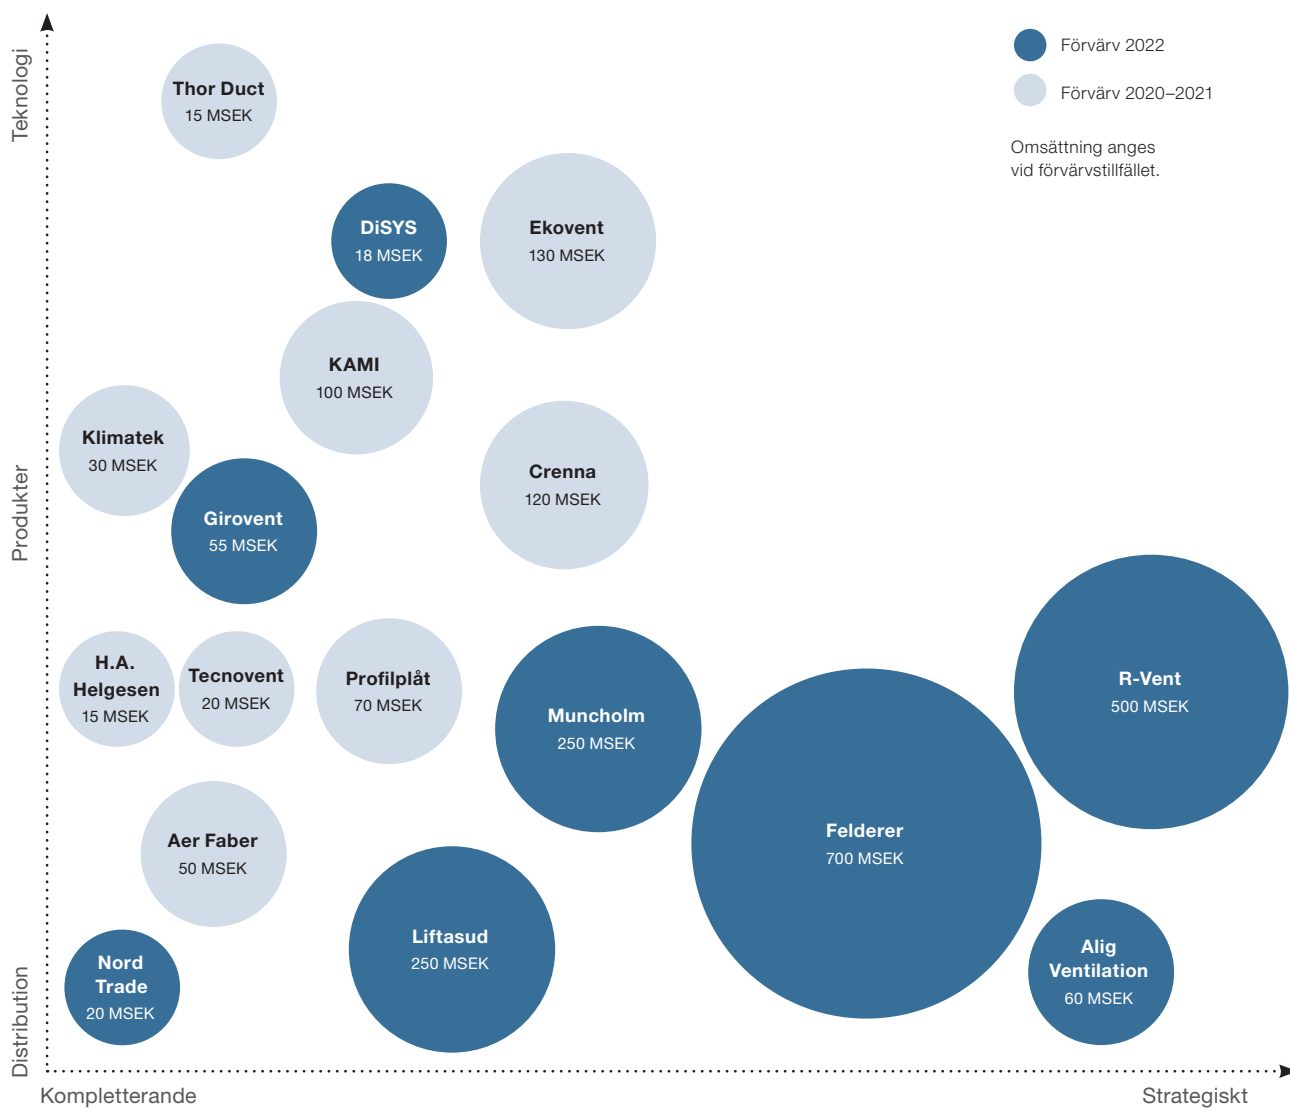 Teknologi
Produkter
Distribution
Förvärv 2022
Förvärv 2020–2021
Omsättning anges
vid förvärvstillfället.
Thor Duct
15 MSEK
DiSYS
18 MSEK
Ekovent
130 MSEK
KAMI
100 MSEK
Klimatek
30 MSEK
Crenna
120 MSEK
Girovent
55 MSEK
H.A.
Helgesen
15 MSEK
Tecnovent
20 MSEK
Profilplåt
70 MSEK
Muncholm
250 MSEK
R-Vent
500 MSEK
Felderer
700 MSEK
Aer Faber
50 MSEK
Liftasud
250 MSEK
Alig
Ventilation
60 MSEK
Nord
Trade
20 MSEK
Kompletterande
Strategiskt